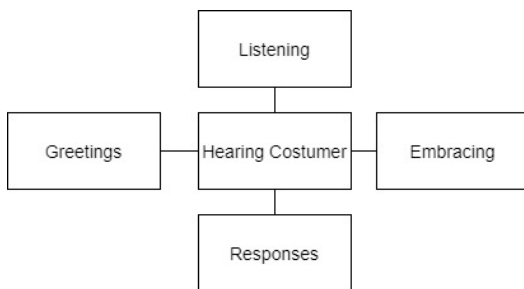 Listening
Greetings
Hearing Costumer
Embracing
Responses